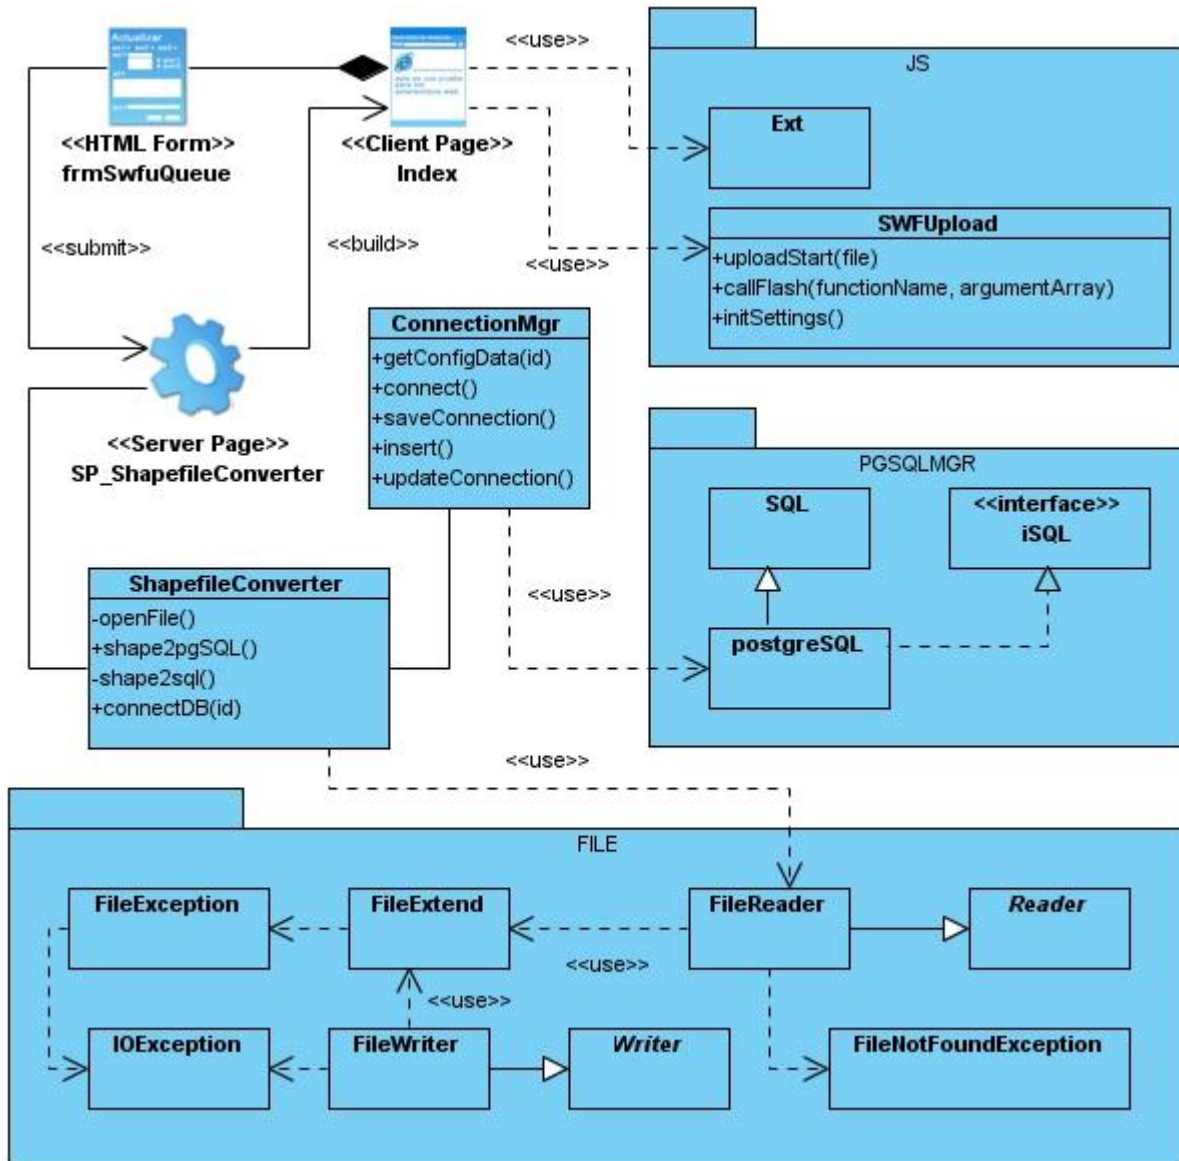 Actualizar
<<HTML Form>>
frmSwfuQueue
<<Client Page>>
Index
<<use>>
<<submit>>
<<build>>
<<use>>
JS
Ext
SWFUpload
+uploadStart(file)
+callFlash(functionName, argumentArray)
+initSettings()
<<Server Page>>
SP_ShapefileConverter
ConnectionMgr
+getConfigData(id)
+connect()
+saveConnection()
+insert()
+updateConnection()
PGSQLMGR
SQL
<<interface>>
iSQL
postgreSQL
<<use>>
ShapefileConverter
-openFile()
+shape2pgSQL()
-shape2sql()
+connectDB(id)
<<use>>
FILE
FileException
FileExtend
FileReader
Reader
<<use>>
<<use>>
IOException
FileWriter
Writer
FileNotFoundException